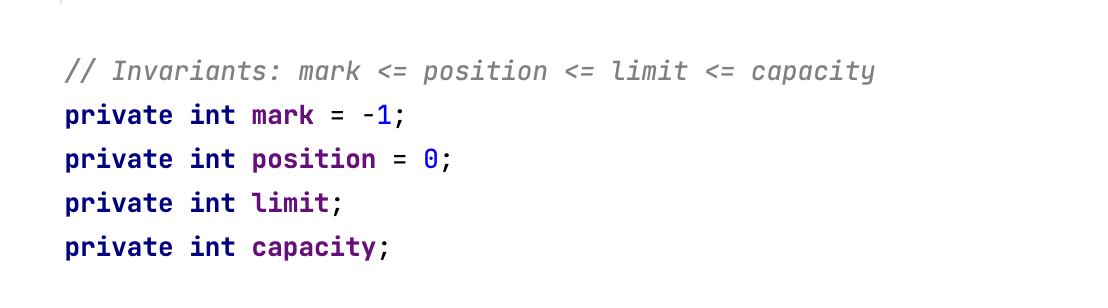 // Invariants: mark <= position <= limit <= capacity
private int mark = -1;
private int position = 0;
private int limit;
private int capacity;